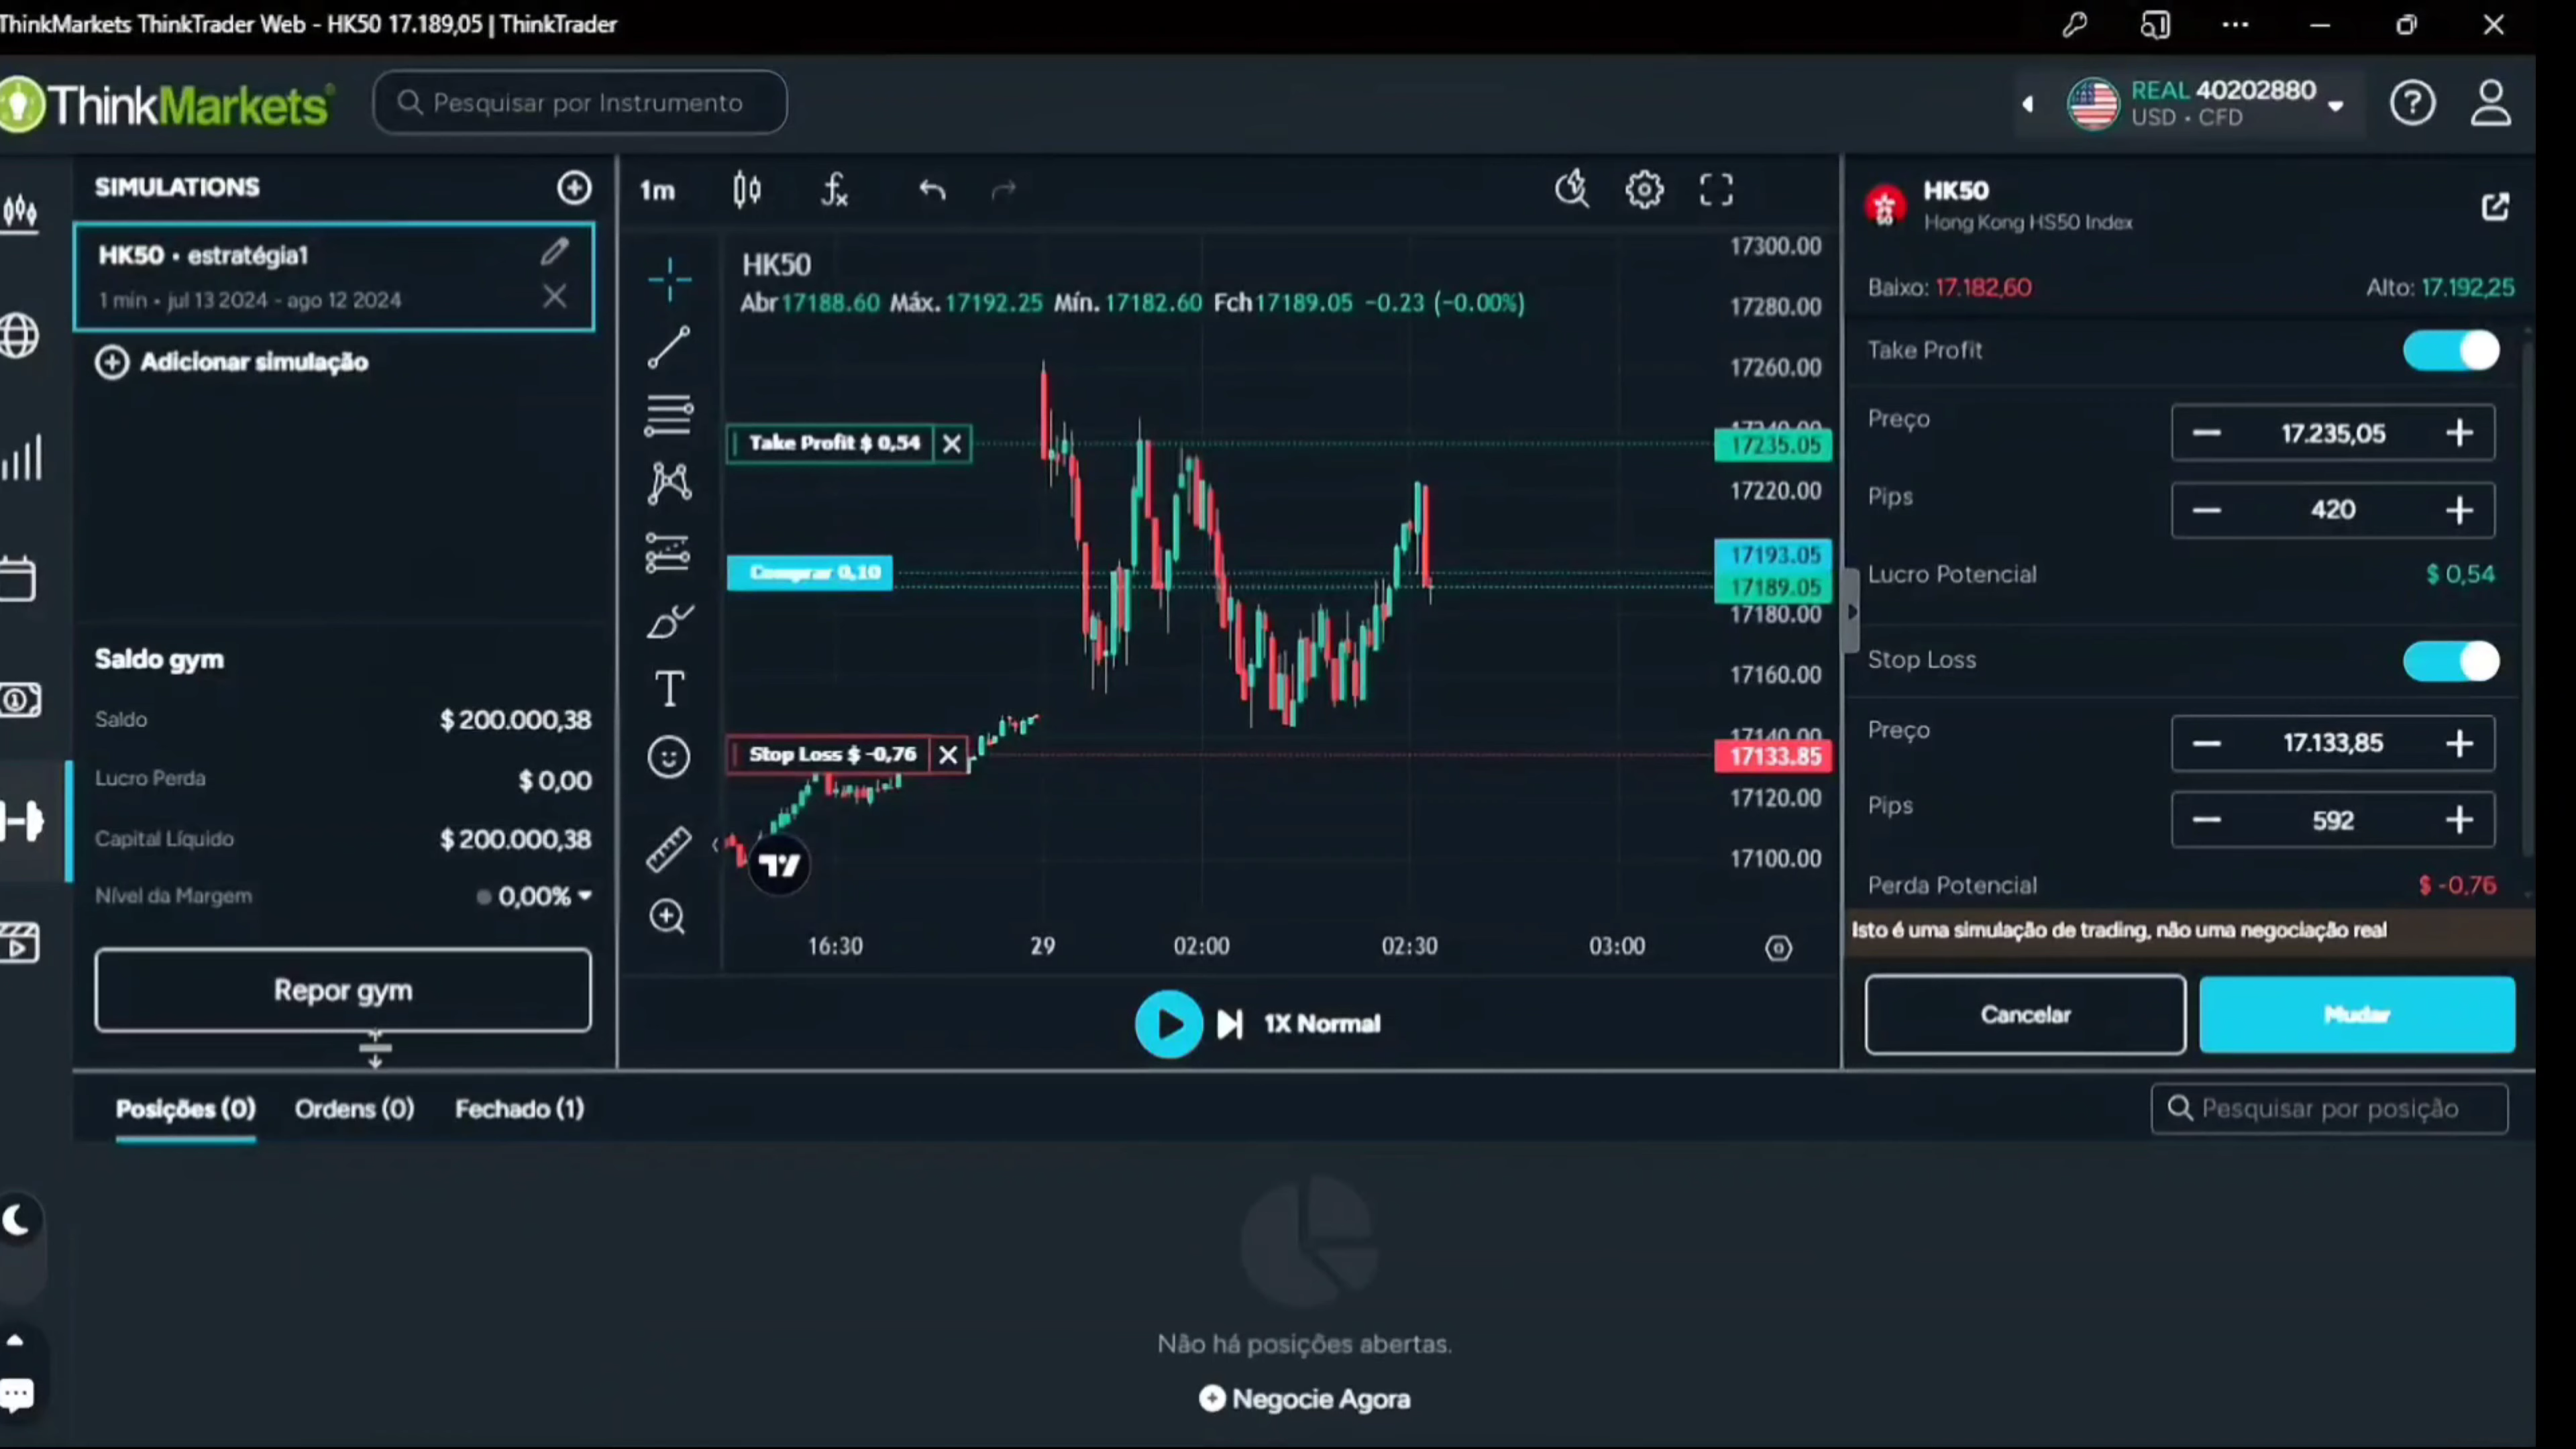 ThinkMarkets ThinkTrader Web - HK50 17.189,05 | ThinkTrader
ThinkMarkets
Pesquisar por Instrumento
REAL 40202880
USD · CFD
SIMULATIONS
HK50 · estratégia1
1 min · jul 13 2024 - ago 12 2024
Adicionar simulação
Saldo gym
Saldo $ 200.000,38
Lucro Perda $ 0,00
Capital Líquido $ 200.000,38
Nível da Margem 0,00%
Repor gym
1m
HK50
Abr 17188.60 Máx. 17192.25 Mín. 17182.60 Fch 17189.05 -0.23 (-0.00%)
Take Profit $ 0,54
Comprar 0,10
Stop Loss $ -0,76
17300.00
17280.00
17260.00
17240.00
17235.05
17220.00
17193.05
17189.05
17180.00
17160.00
17140.00
17133.85
17120.00
17100.00
16:30 29 02:00 02:30 03:00
1X Normal
HK50
Hong Kong HS50 Index
Baixo: 17.182,60 Alto: 17.192,25
Take Profit
Preço 17.235,05
Pips 420
Lucro Potencial $ 0,54
Stop Loss
Preço 17.133,85
Pips 592
Perda Potencial $ -0,76
Isto é uma simulação de trading, não uma negociação real
Cancelar Mudar
Posições (0) Ordens (0) Fechado (1)
Pesquisar por posição
Não há posições abertas.
Negocie Agora